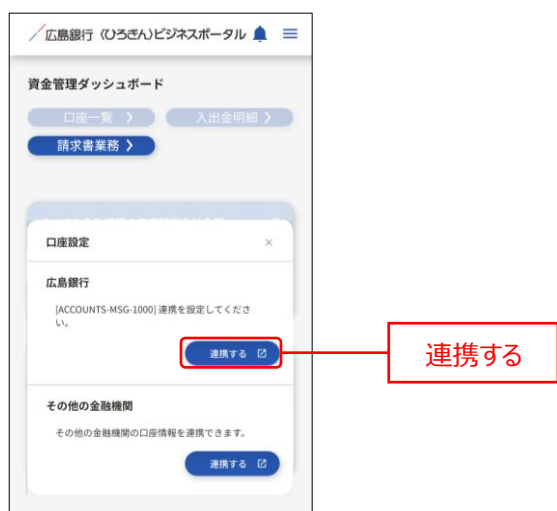 広島銀行 〈ひろぎん〉ビジネスポータル
資金管理ダッシュボード
口座一覧 入出金明細
請求書業務
口座設定 ×
広島銀行
[ACCOUNTS-MSG-1000] 連携を設定してくださ
い。
連携する
連携する
その他の金融機関
その他の金融機関の口座情報を連携できます。
連携する